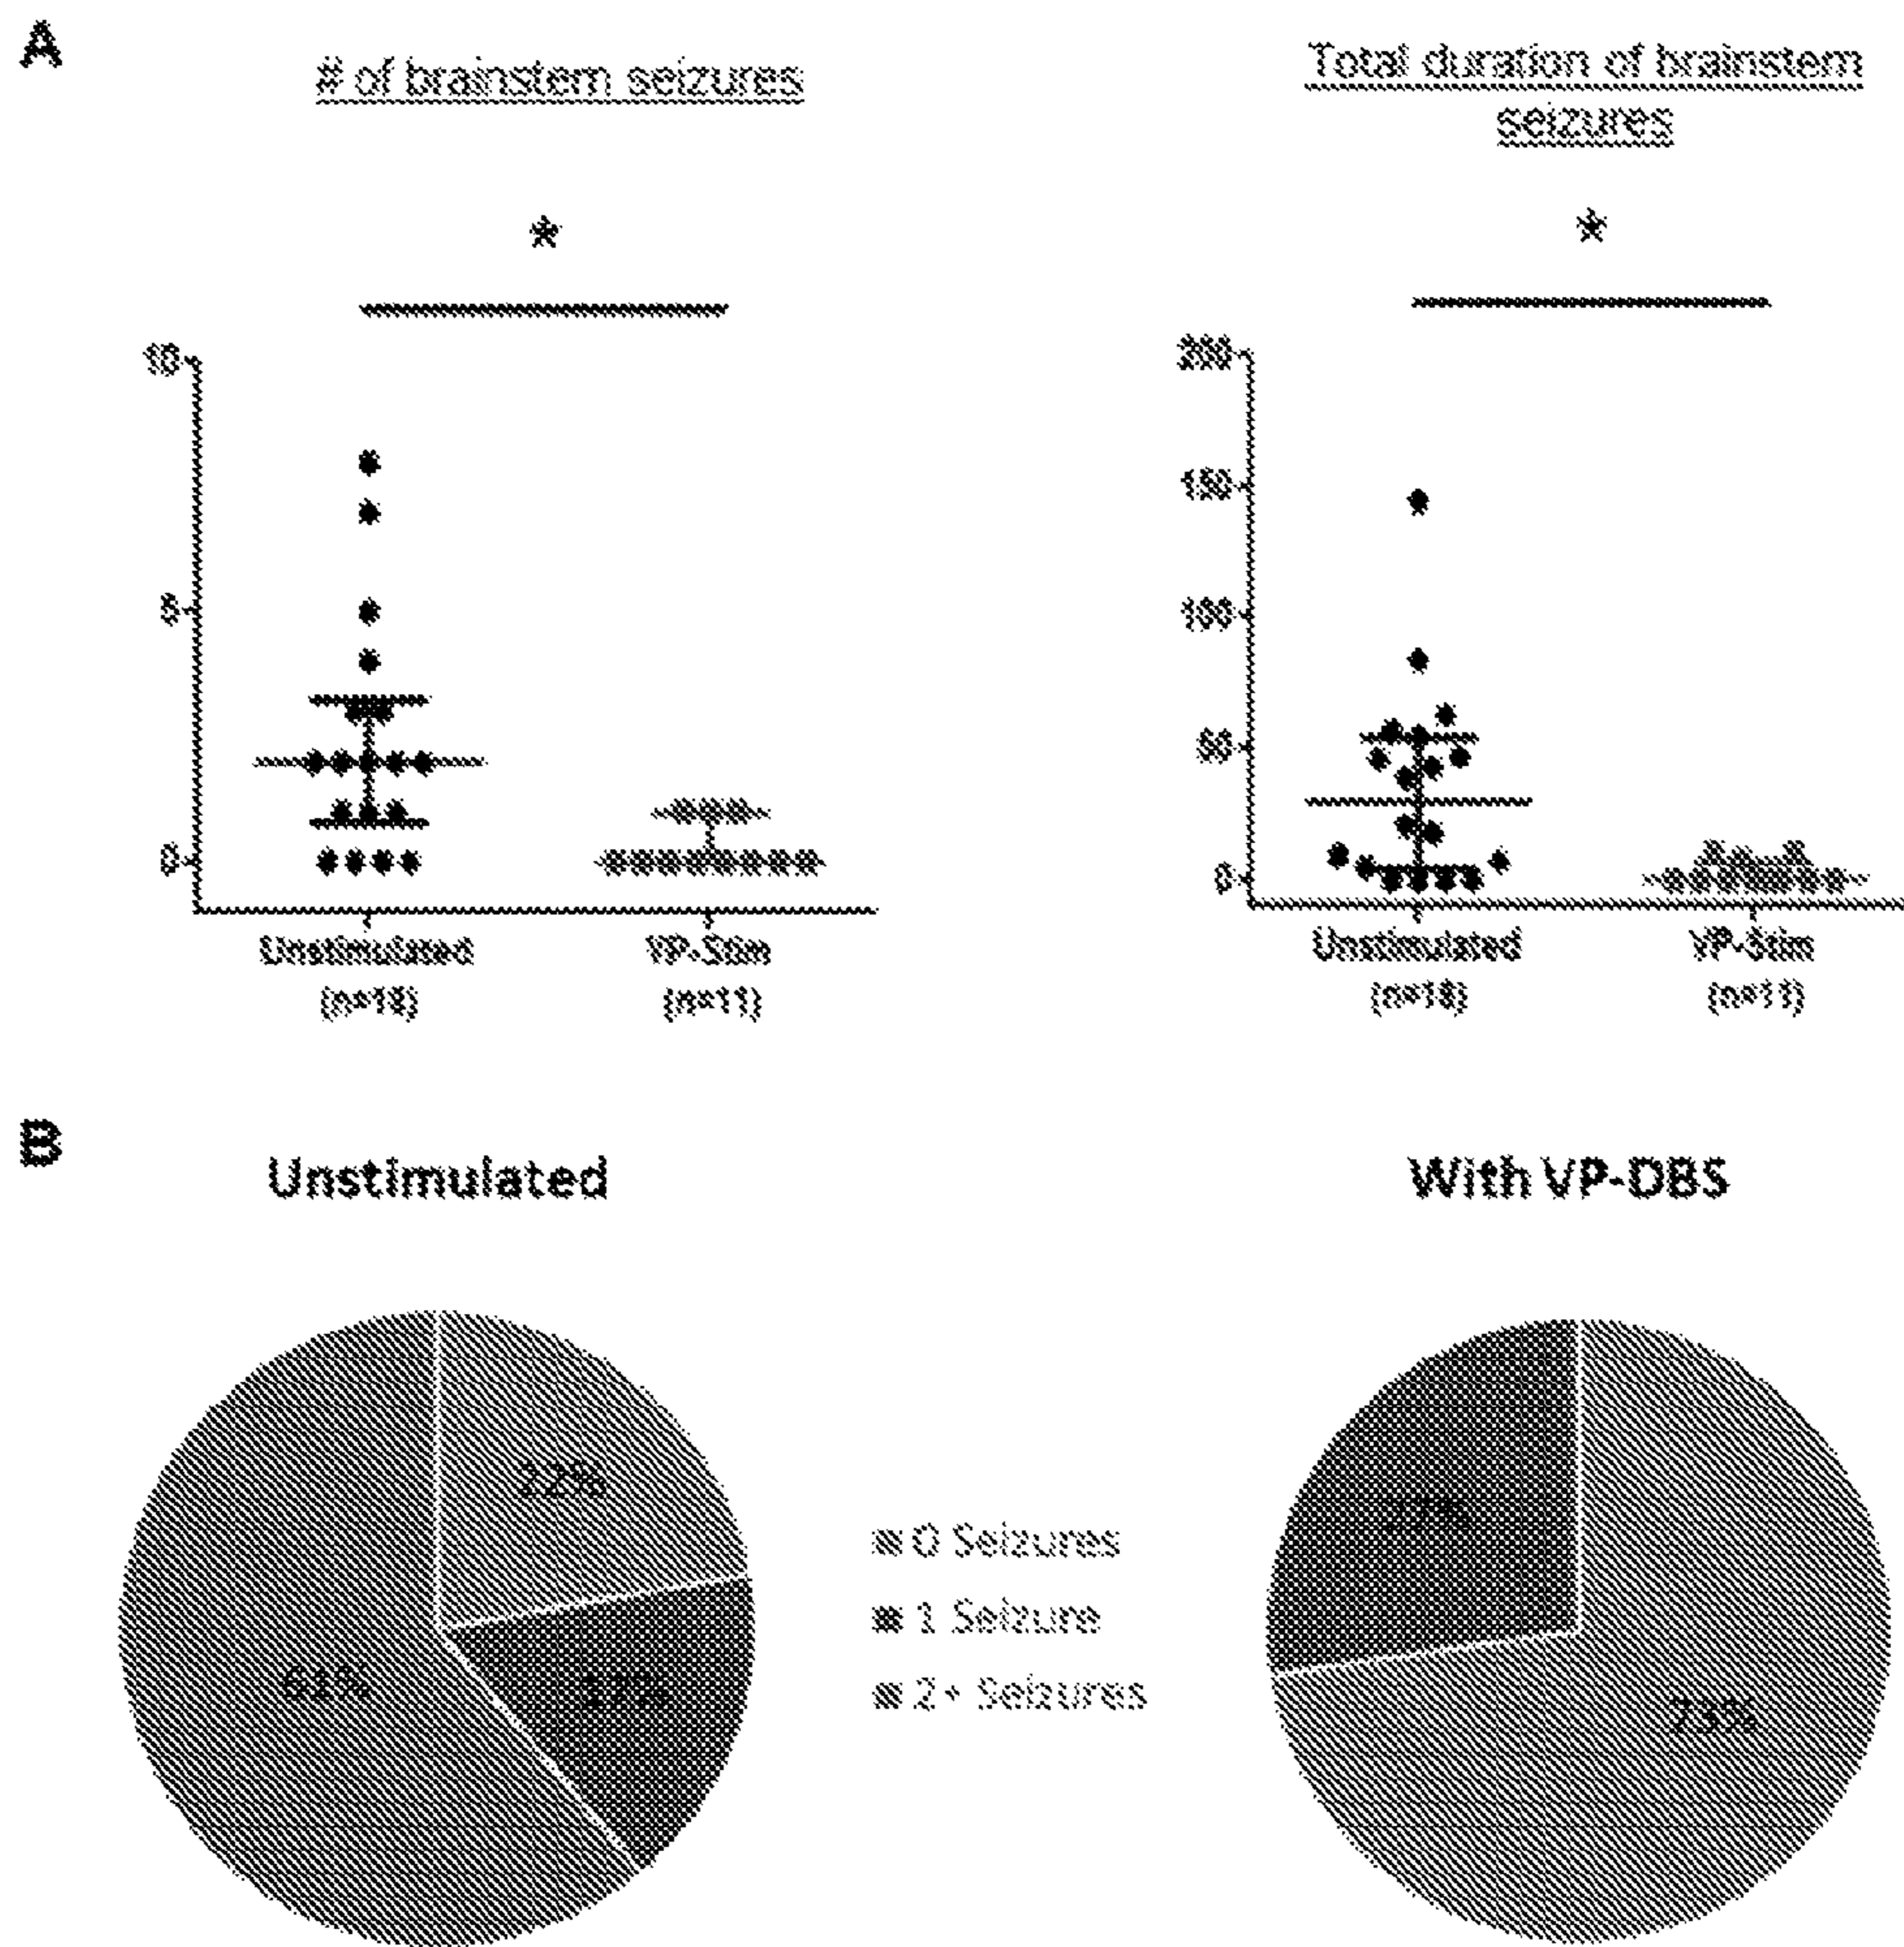 A
# of brainstem seizures
Total duration of brainstem
seizures
*
*
10
5
0
200
150
100
50
0
Unstimulated
(n=18)
VP-Stim
(n=11)
Unstimulated
(n=18)
VP-Stim
(n=11)
B
Unstimulated
With VP-DBS
22%
17%
61%
0 Seizures
1 Seizure
2+ Seizures
27%
73%